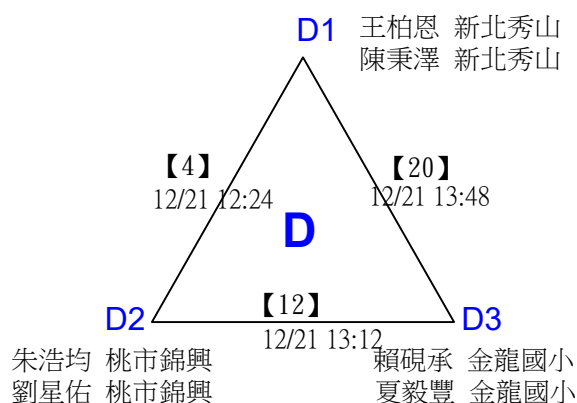 D1 王柏恩 新北秀山
陳秉澤 新北秀山
【4】 【20】
12/21 12:24 12/21 13:48
D
【12】
D2 D3
12/21 13:12
朱浩均 桃市錦興 賴硯承 金龍國小
劉星佑 桃市錦興 夏毅豐 金龍國小